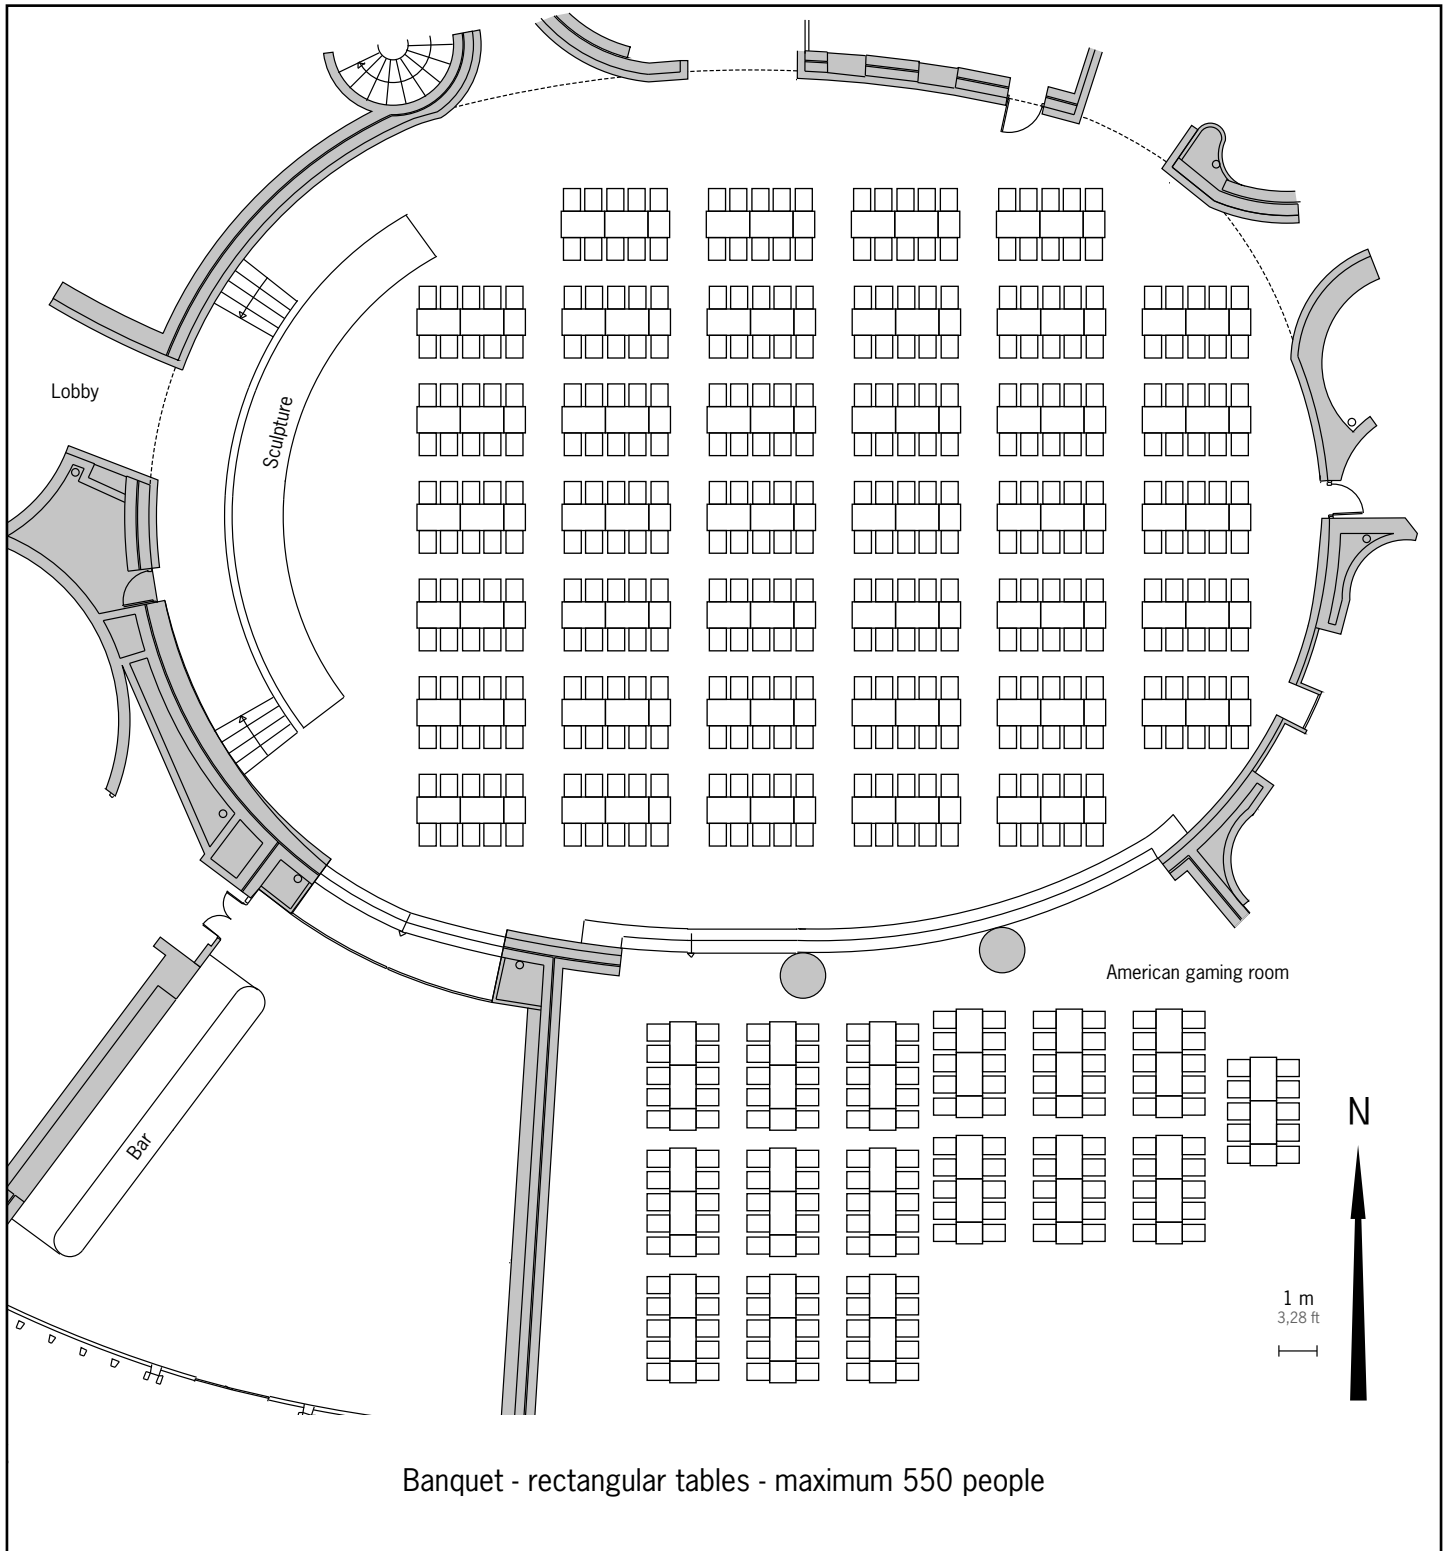 Lobby
Sculpture
American gaming room
N
Bar
1 m
3,28 ft
Banquet - rectangular tables - maximum 550 people